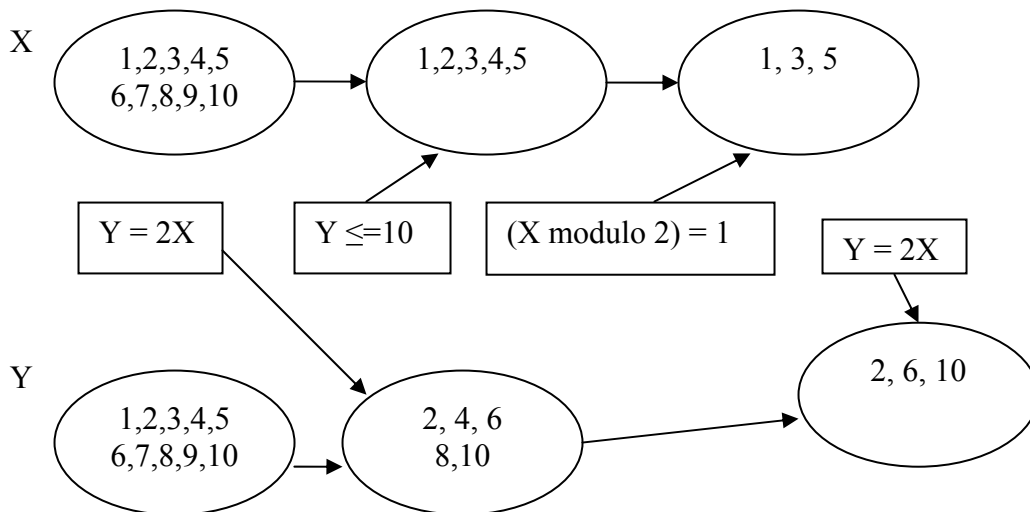 X
1,2,3,4,5
6,7,8,9,10
1,2,3,4,5
1, 3, 5
Y = 2X
Y ≤=10
(X modulo 2) = 1
Y = 2X
Y
1,2,3,4,5
6,7,8,9,10
2, 4, 6
8,10
2, 6, 10